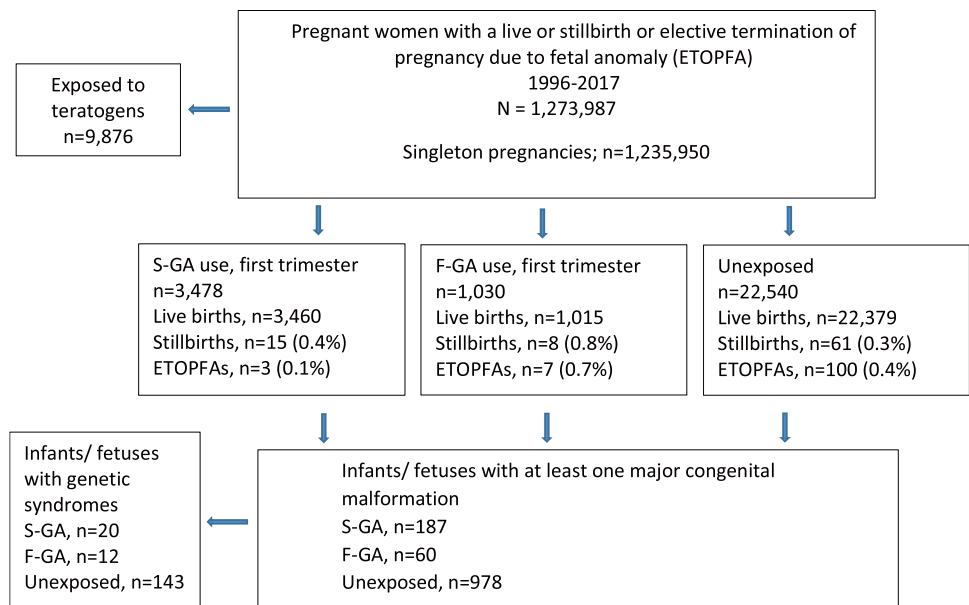 Pregnant women with a live or stillbirth or elective termination of
pregnancy due to fetal anomaly (ETOPFA)
1996-2017
N = 1,273,987
Singleton pregnancies; n=1,235,950
Exposed to
teratogens
n=9,876
S-GA use, first trimester
n=3,478
Live births, n=3,460
Stillbirths, n=15 (0.4%)
ETOPFAs, n=3 (0.1%)
F-GA use, first trimester
n=1,030
Live births, n=1,015
Stillbirths, n=8 (0.8%)
ETOPFAs, n=7 (0.7%)
Unexposed
n=22,540
Live births, n=22,379
Stillbirths, n=61 (0.3%)
ETOPFAs, n=100 (0.4%)
Infants/ fetuses
with genetic
syndromes
S-GA, n=20
F-GA, n=12
Unexposed, n=143
Infants/ fetuses with at least one major congenital
malformation
S-GA, n=187
F-GA, n=60
Unexposed, n=978